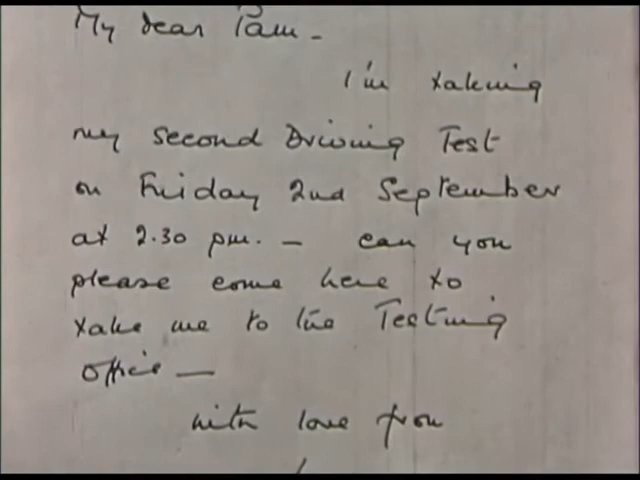 My dear Pam -
I'm taking
my second Driving Test
on Friday 2nd September
at 2.30 pm. - can you
please come here to
take me to the Testing
Office -
with love from